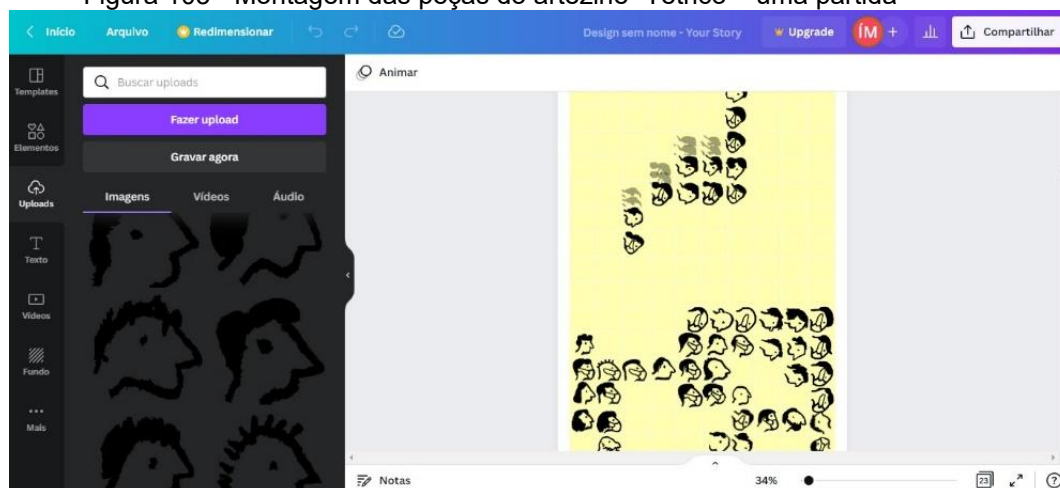 Figura 108 - Montagem das peças do artezine "Tetrico – uma partida"
Início Arquivo Redimensionar Design sem nome - Your Story Upgrade ÍM + Compartilhar
Templates
Buscar uploads
Animar
Fazer upload
Elementos
Gravar agora
Uploads
Imagens Vídeos Áudio
Texto
Vídeos
Fundo
Mais
Notas 34% 23